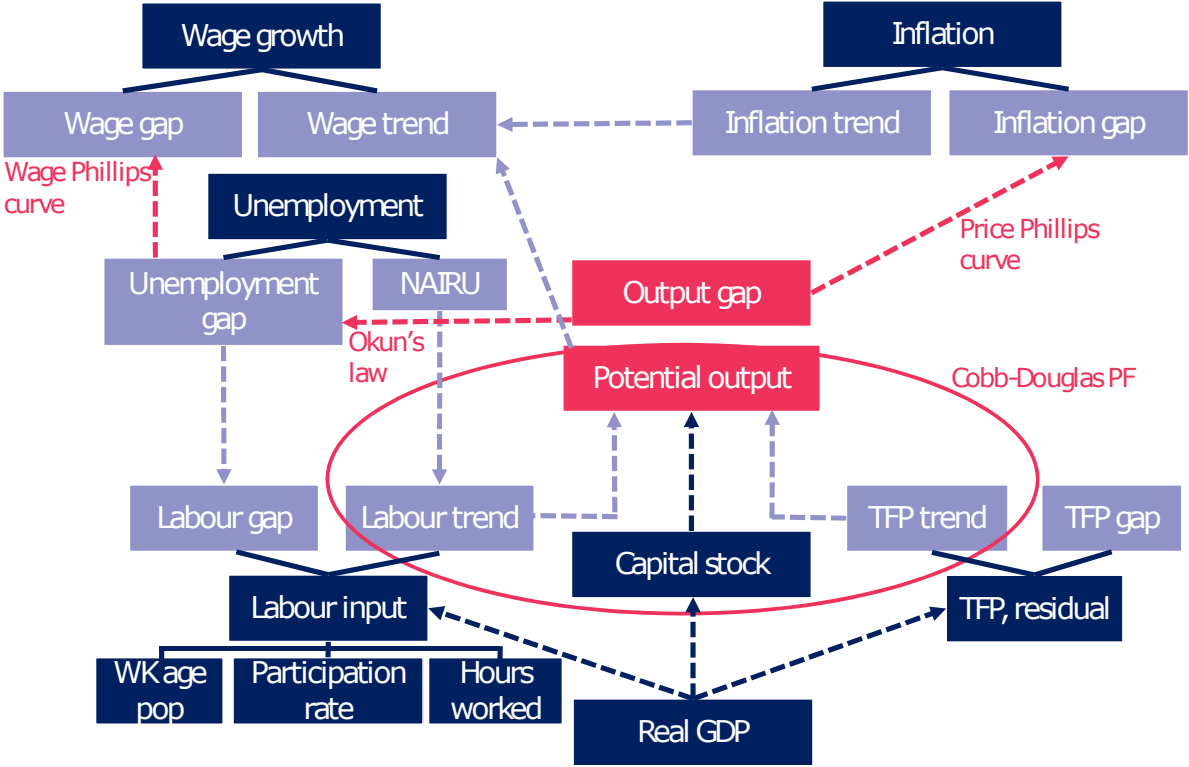 Wage growth
Inflation
Wage gap
Wage trend
Inflation trend
Inflation gap
Wage Phillips
curve
Unemployment
Price Phillips
curve
Unemployment
gap
NAIRU
Output gap
Okun's
law
Potential output
Cobb-Douglas PF
Labour gap
Labour trend
TFP trend
TFP gap
Capital stock
Labour input
TFP, residual
WK age
pop
Participation
rate
Hours
worked
Real GDP